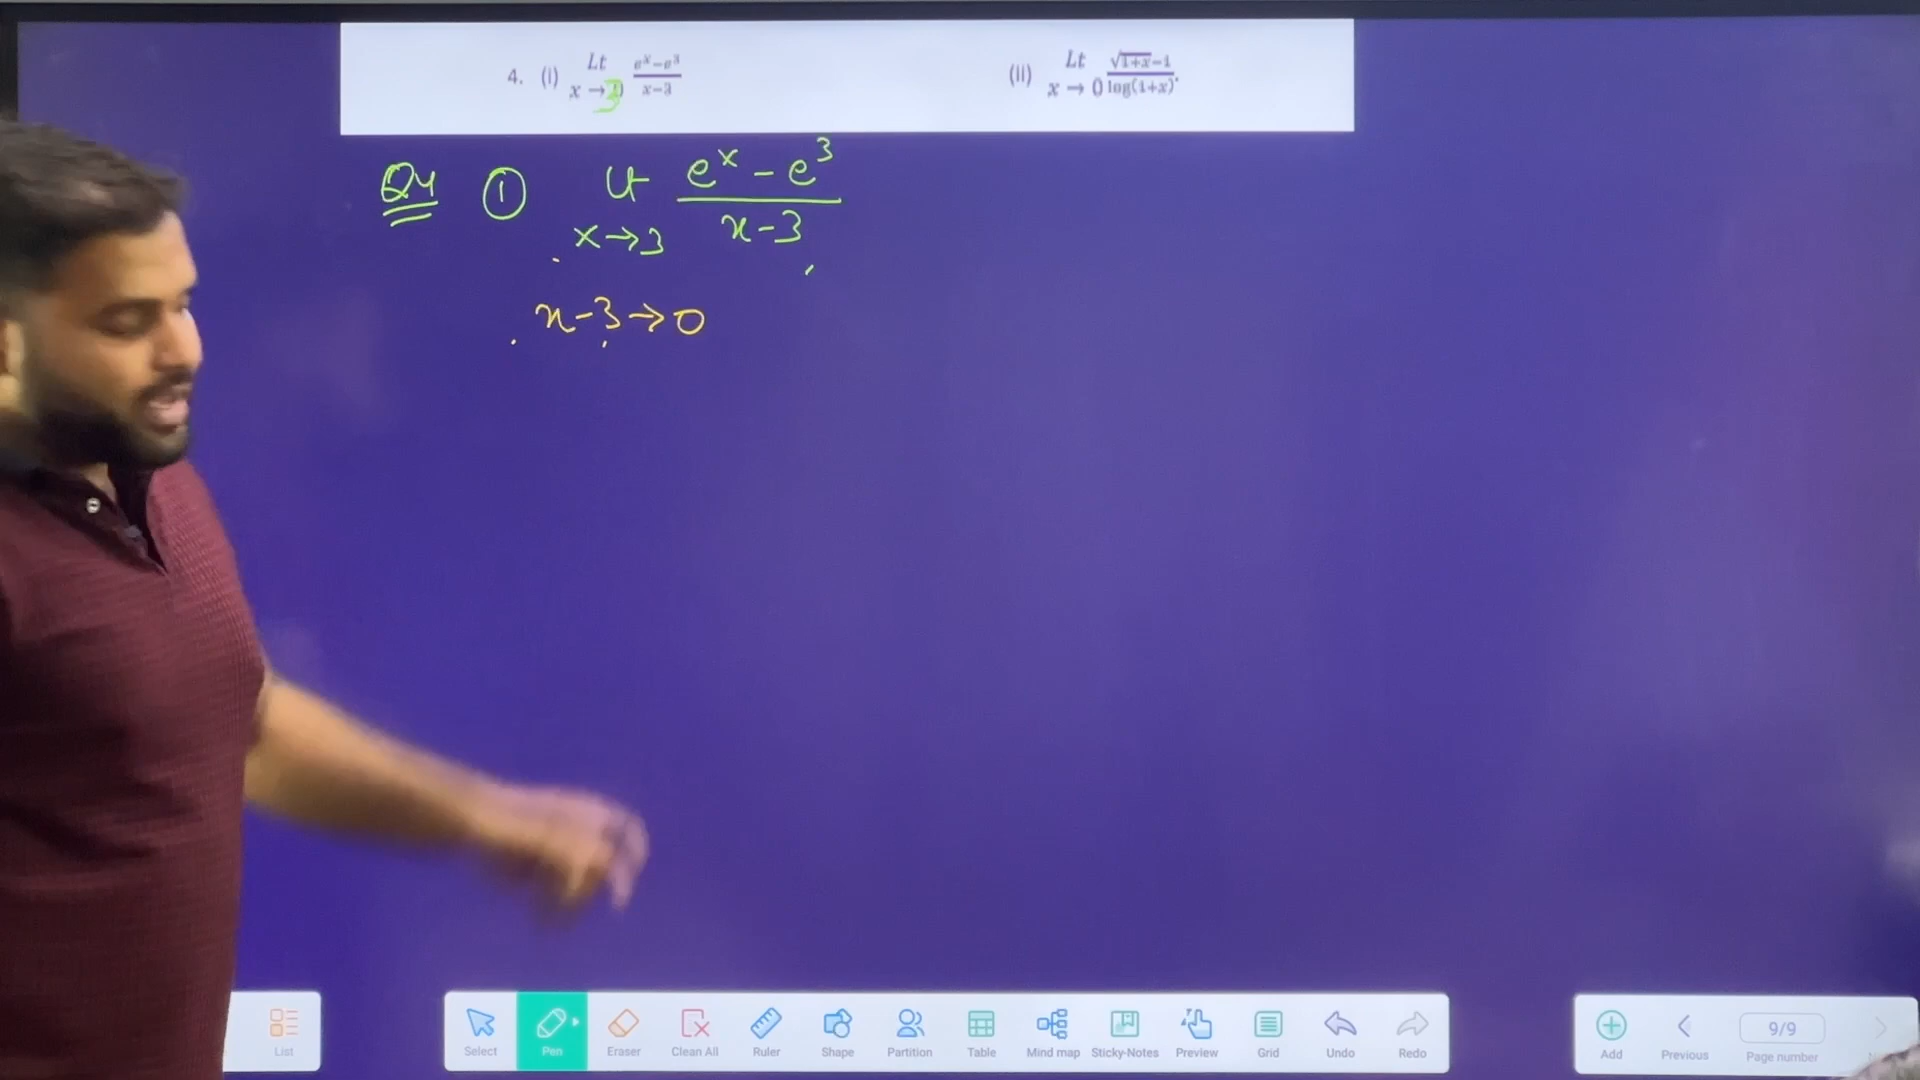 4. (i) Lt x → 3 e^x−e^3 / x−3
(ii) Lt x → 0 √1+x−1 / log(1+x).
Q4 ① Lt e^x - e^3 / x-3
x→3
x-3→0
List
Select Pen Eraser Clean All Ruler Shape Partition Table Mind map Sticky-Notes Preview Grid Undo Redo
Add Previous 9/9 Page number